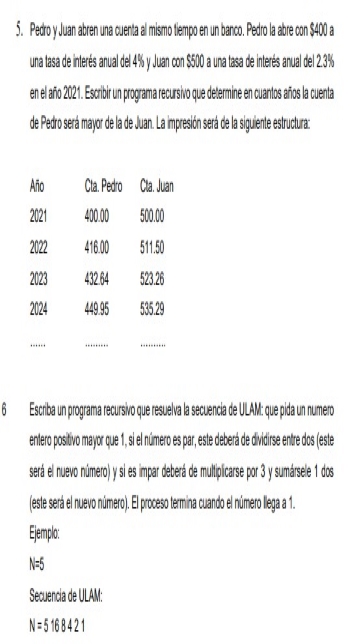 5. Pedro y Juan abren una cuenta al mismo tiempo en un banco. Pedro la abre con $400 a
una tasa de interés anual del 4% y Juan con $500 a una tasa de interés anual del 2.3%
en el año 2021. Escribir un programa recursivo que determine en cuantos años la cuenta
de Pedro será mayor de la de Juan. La impresión será de la siguiente estructura:
Año Cta. Pedro Cta. Juan
2021 400.00 500.00
2022 416.00 511.50
2023 432.64 523.26
2024 449.95 535.29
...... ......... ..........
6 Escriba un programa recursivo que resuelva la secuencia de ULAM: que pida un numero
entero positivo mayor que 1, si el número es par, este deberá de dividirse entre dos (este
será el nuevo número) y si es impar deberá de multiplicarse por 3 y sumársele 1 dos
(este será el nuevo número). El proceso termina cuando el número llega a 1.
Ejemplo:
N=5
Secuencia de ULAM:
N = 5 16 8 4 2 1